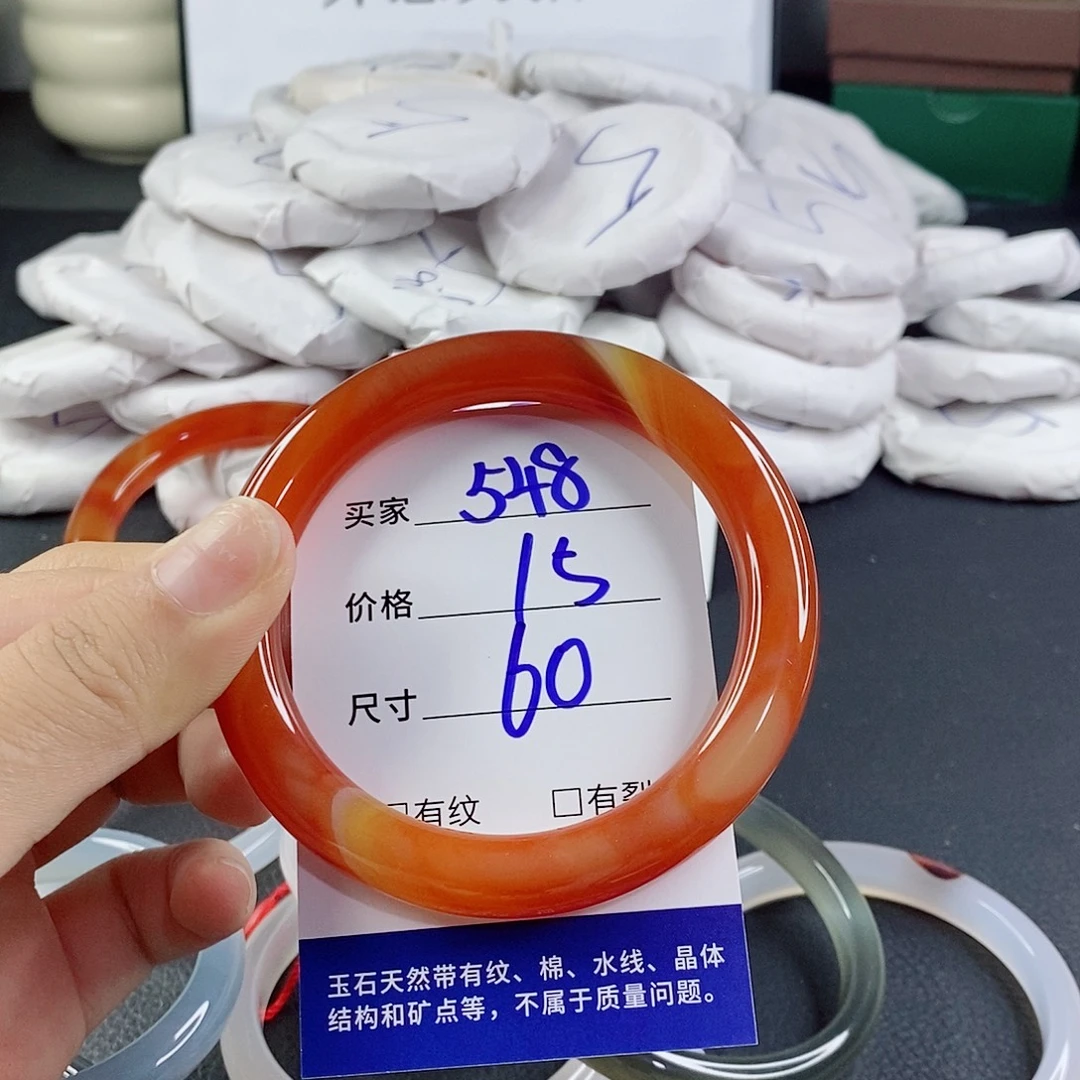 买家 548
价格 15
尺寸 60
□有纹 □有裂
玉石天然带有纹、棉、水线、晶体
结构和矿点等，不属于质量问题。